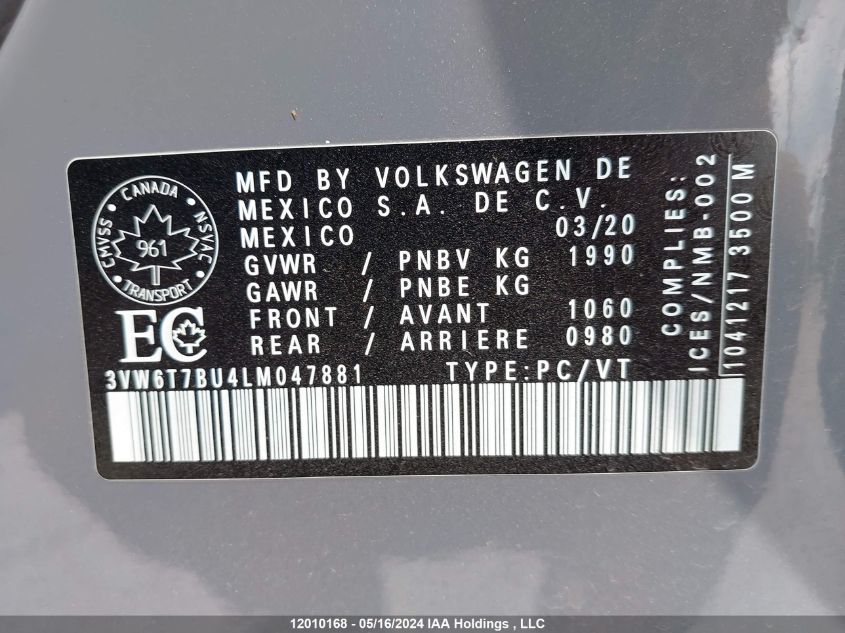 MFD BY VOLKSWAGEN DE
MEXICO S.A. DE C.V.
MEXICO 03/20
GVWR / PNBV KG 1990
GAWR / PNBE KG
FRONT / AVANT 1060
REAR / ARRIERE 0980
3VW6T7BU4LM047881 TYPE:PC/VT
CANADA
CMVSS
NSVAC
961
TRANSPORT
EC
COMPLIES:
ICES/NMB-002
1041217 3500 M
12010168 - 05/16/2024 IAA Holdings , LLC